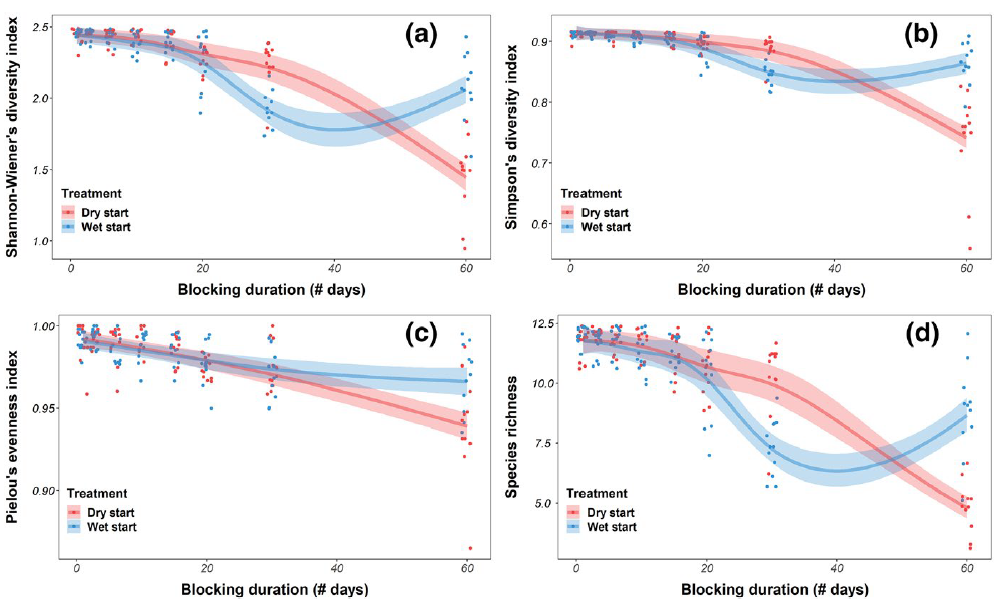 (a)
Shannon-Wiener's diversity index
2.5
2.0
1.5
1.0
Treatment
Dry start
Wet start
0 20 40 60
Blocking duration (# days)
(b)
Simpson's diversity index
0.9
0.8
0.7
0.6
Treatment
Dry start
Wet start
0 20 40 60
Blocking duration (# days)
(c)
Pielou's evenness index
1.00
0.95
0.90
Treatment
Dry start
Wet start
0 20 40 60
Blocking duration (# days)
(d)
Species richness
12.5
10.0
7.5
5.0
Treatment
Dry start
Wet start
0 20 40 60
Blocking duration (# days)